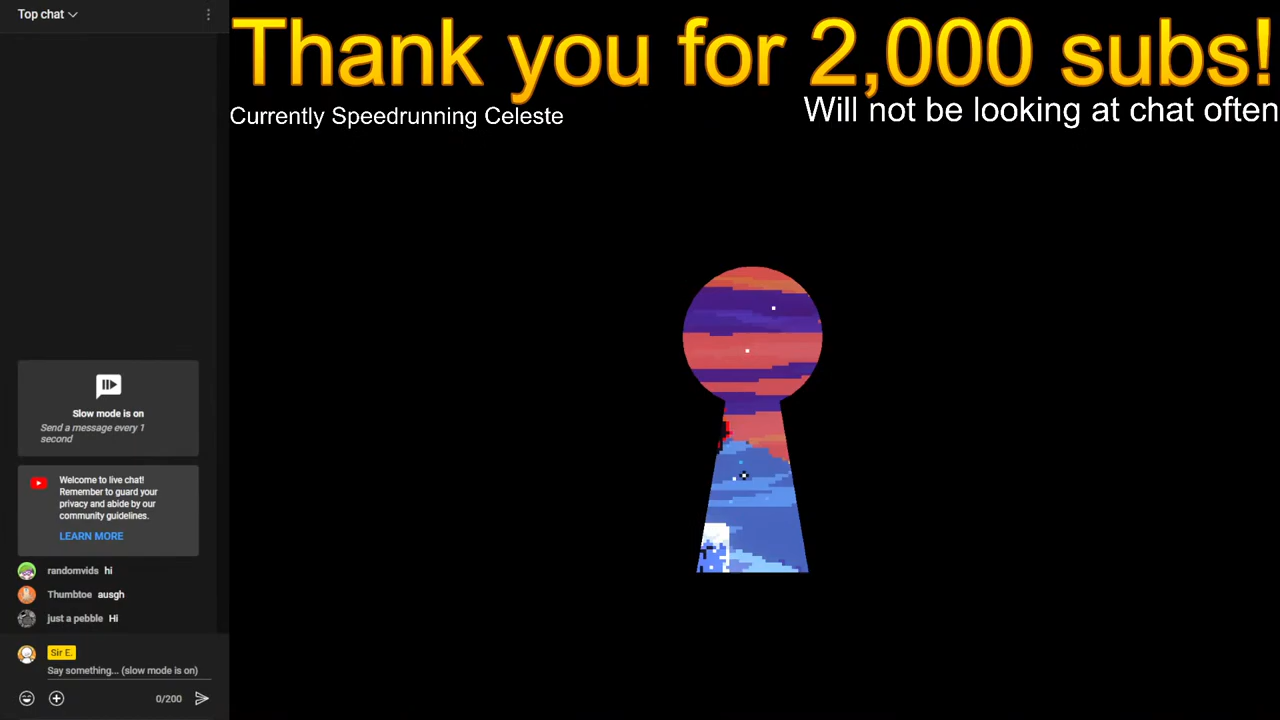 Top chat
Thank you for 2,000 subs!
Currently Speedrunning Celeste
Will not be looking at chat often
Slow mode is on
Send a message every 1
second
Welcome to live chat!
Remember to guard your
privacy and abide by our
community guidelines.
LEARN MORE
randomvids hi
Thumbtoe ausgh
just a pebble Hi
Sir E.
Say something... (slow mode is on)
0/200